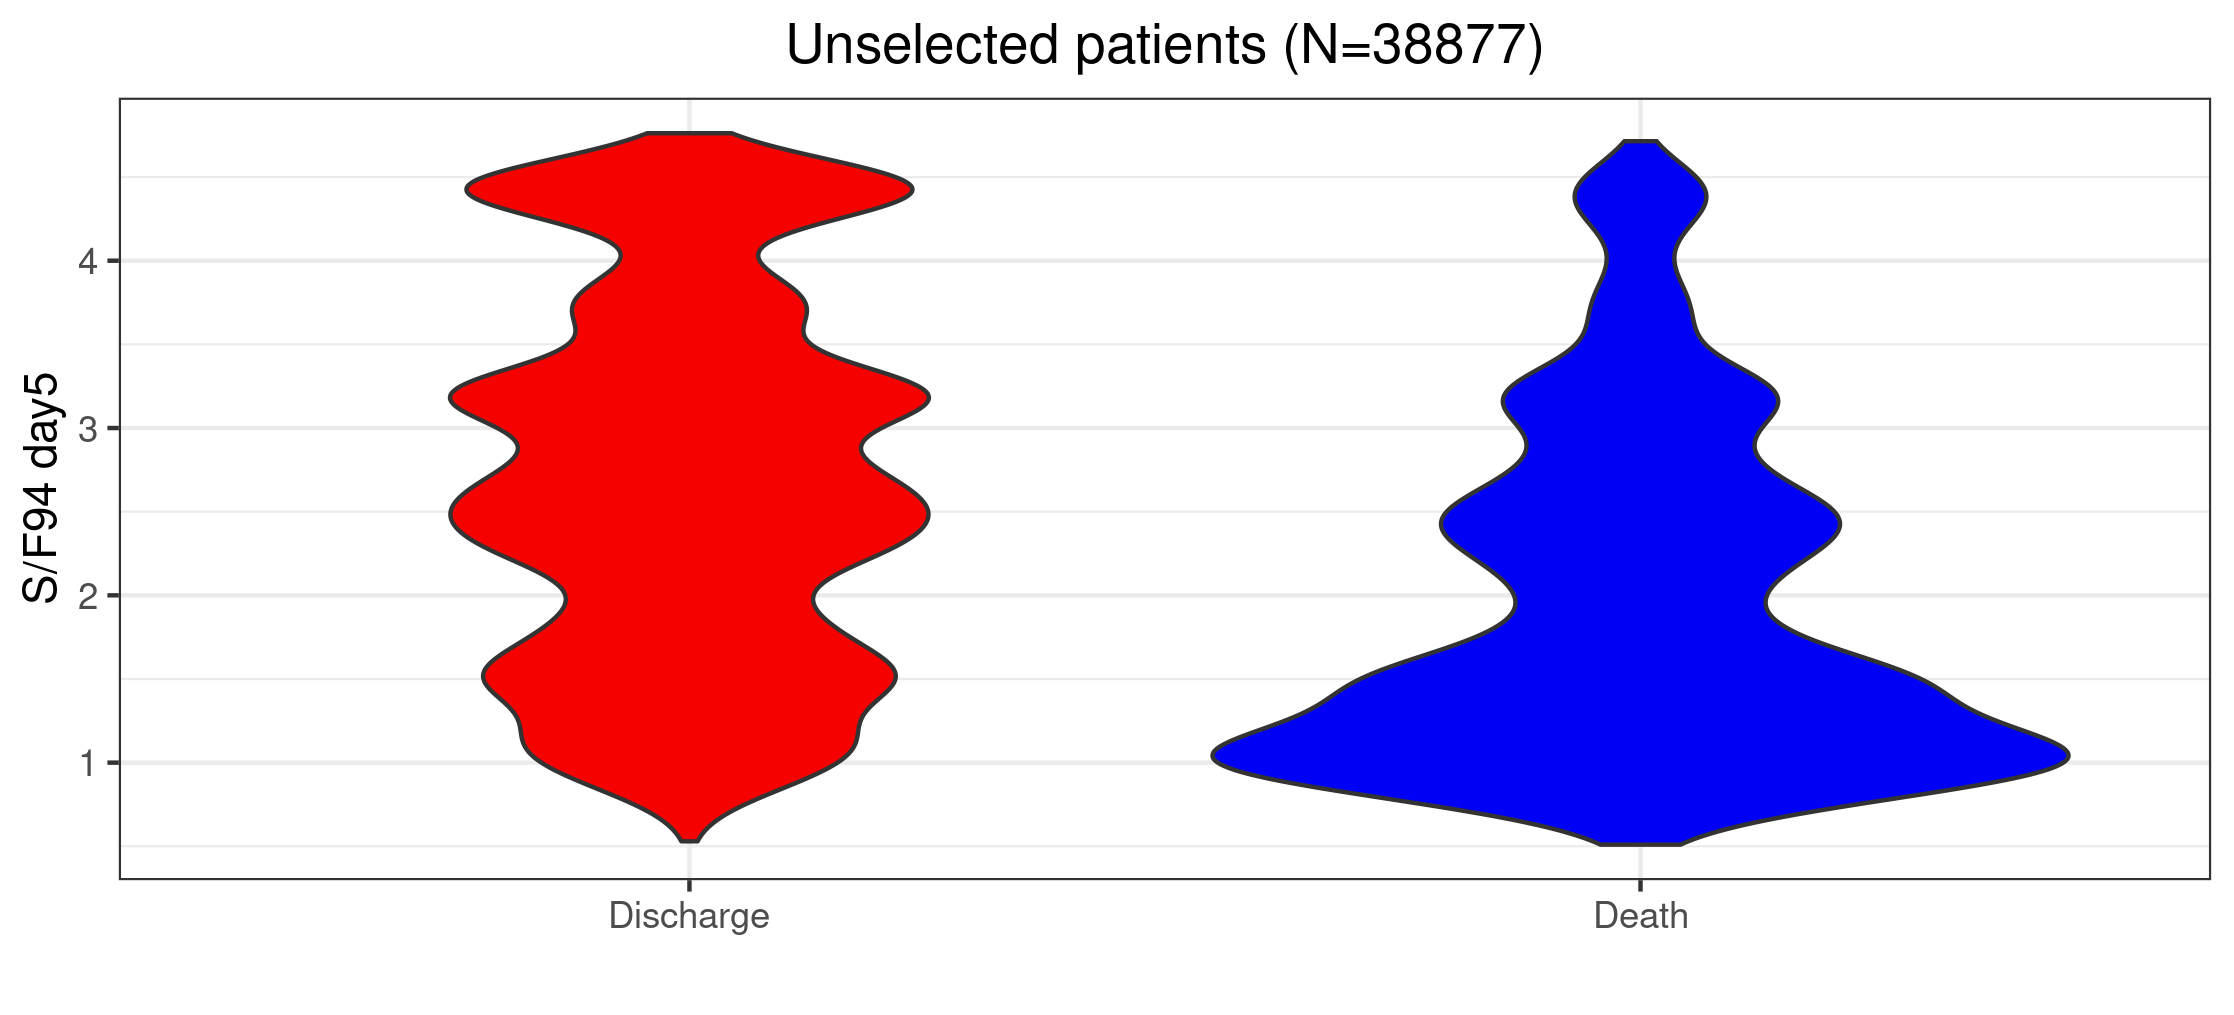 Unselected patients (N=38877)
S/F94 day5
4
3
2
1
Discharge
Death